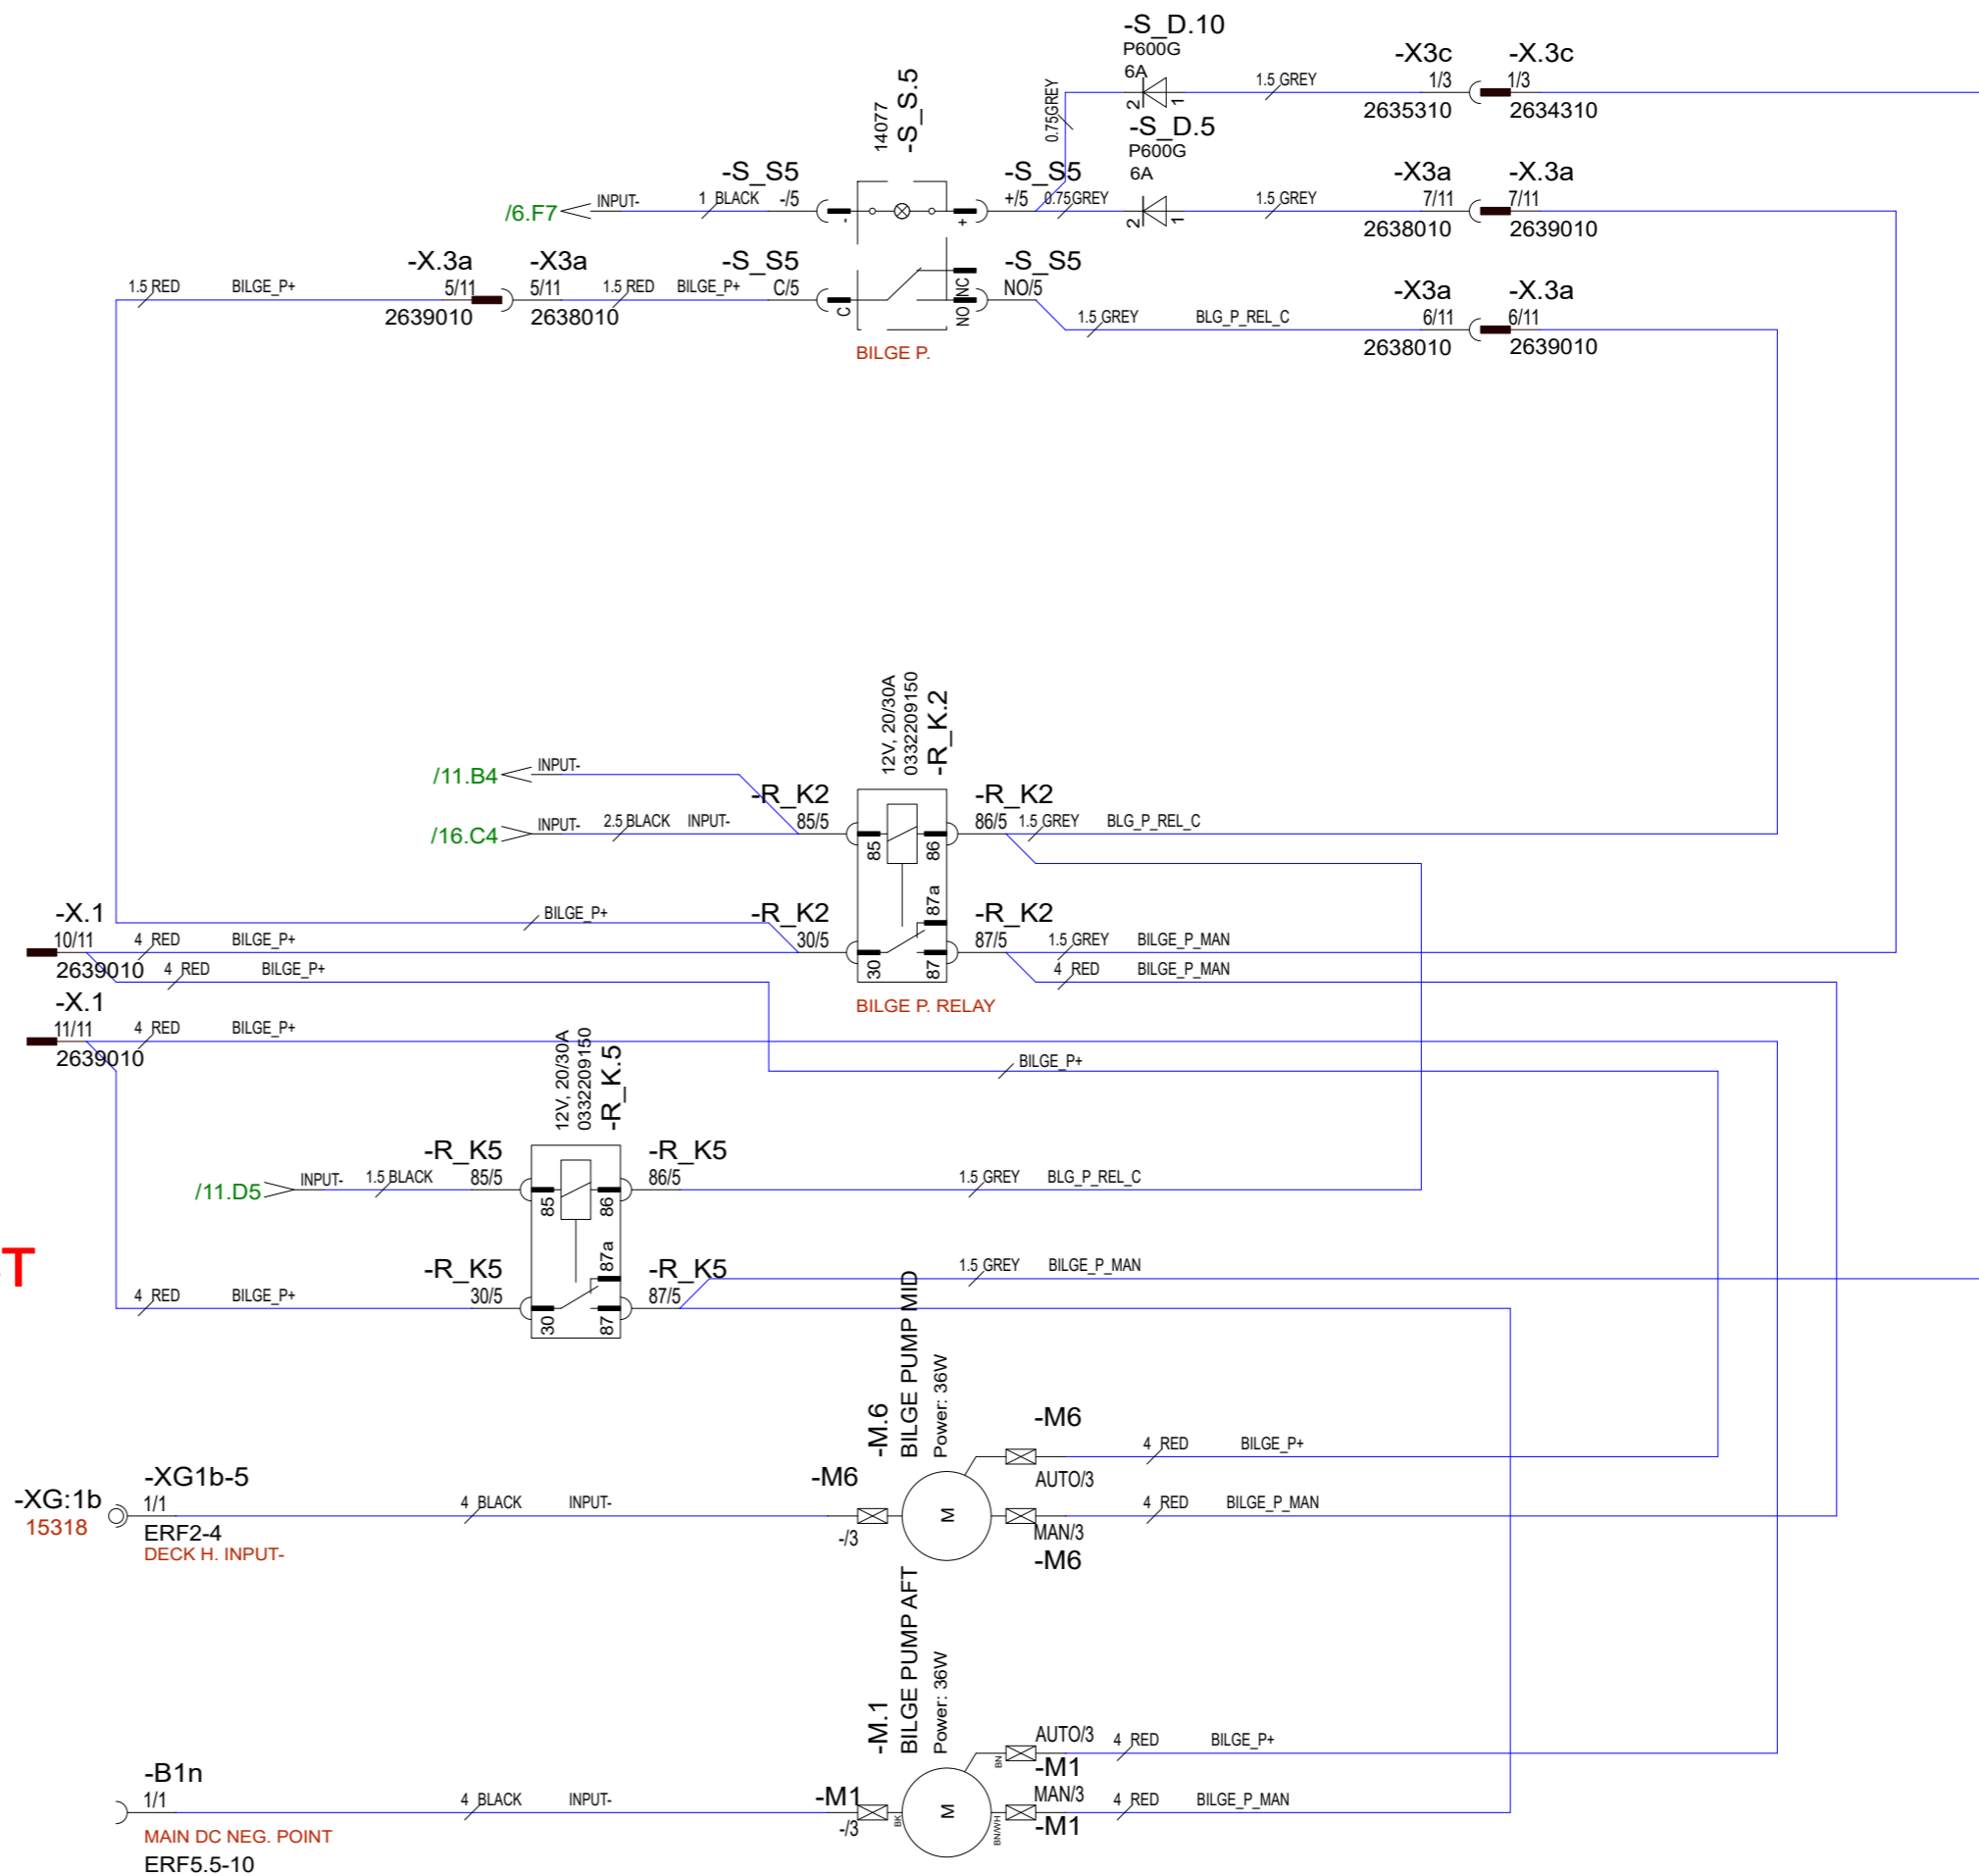 -S_D.10
P600G
6A
2
1
0.75GREY
1.5 GREY
-X3c
1/3
2635310
-X.3c
1/3
2634310
14077
-S_S.5
-S_D.5
P600G
6A
2
1
/6.F7
INPUT-
1 BLACK
-S_S5
-/5
-
+
-S_S5
+/5
0.75GREY
1.5 GREY
-X3a
7/11
2638010
-X.3a
7/11
2639010
1.5 RED
BILGE_P+
-X.3a
5/11
2639010
-X3a
5/11
2638010
1.5 RED
BILGE_P+
-S_S5
C/5
C
NO
NC
-S_S5
NO/5
BILGE P.
1.5 GREY
BLG_P_REL_C
-X3a
6/11
2638010
-X.3a
6/11
2639010
12V, 20/30A
0332209150
-R_K.2
/11.B4
INPUT-
/16.C4
INPUT-
2.5 BLACK
INPUT-
-R_K2
85/5
85
86
-R_K2
86/5
1.5 GREY
BLG_P_REL_C
BILGE_P+
-R_K2
30/5
30
87a
87
-R_K2
87/5
1.5 GREY
BILGE_P_MAN
4 RED
BILGE_P_MAN
BILGE P. RELAY
-X.1
10/11
2639010
4 RED
BILGE_P+
4 RED
BILGE_P+
-X.1
11/11
2639010
4 RED
BILGE_P+
BILGE_P+
12V, 20/30A
0332209150
-R_K.5
/11.D5
INPUT-
1.5 BLACK
-R_K5
85/5
85
86
-R_K5
86/5
1.5 GREY
BLG_P_REL_C
T
4 RED
BILGE_P+
-R_K5
30/5
30
87a
87
-R_K5
87/5
1.5 GREY
BILGE_P_MAN
-M.6
BILGE PUMP MID
Power: 36W
-XG:1b
15318
-XG1b-5
1/1
ERF2-4
DECK H. INPUT-
4 BLACK
INPUT-
-M6
-/3
M
-M6
AUTO/3
4 RED
BILGE_P+
MAN/3
-M6
4 RED
BILGE_P_MAN
-M.1
BILGE PUMP AFT
Power: 36W
-B1n
1/1
MAIN DC NEG. POINT
ERF5.5-10
4 BLACK
INPUT-
-M1
-/3
BK
M
BN
AUTO/3
-M1
4 RED
BILGE_P+
BN/WH
MAN/3
-M1
4 RED
BILGE_P_MAN